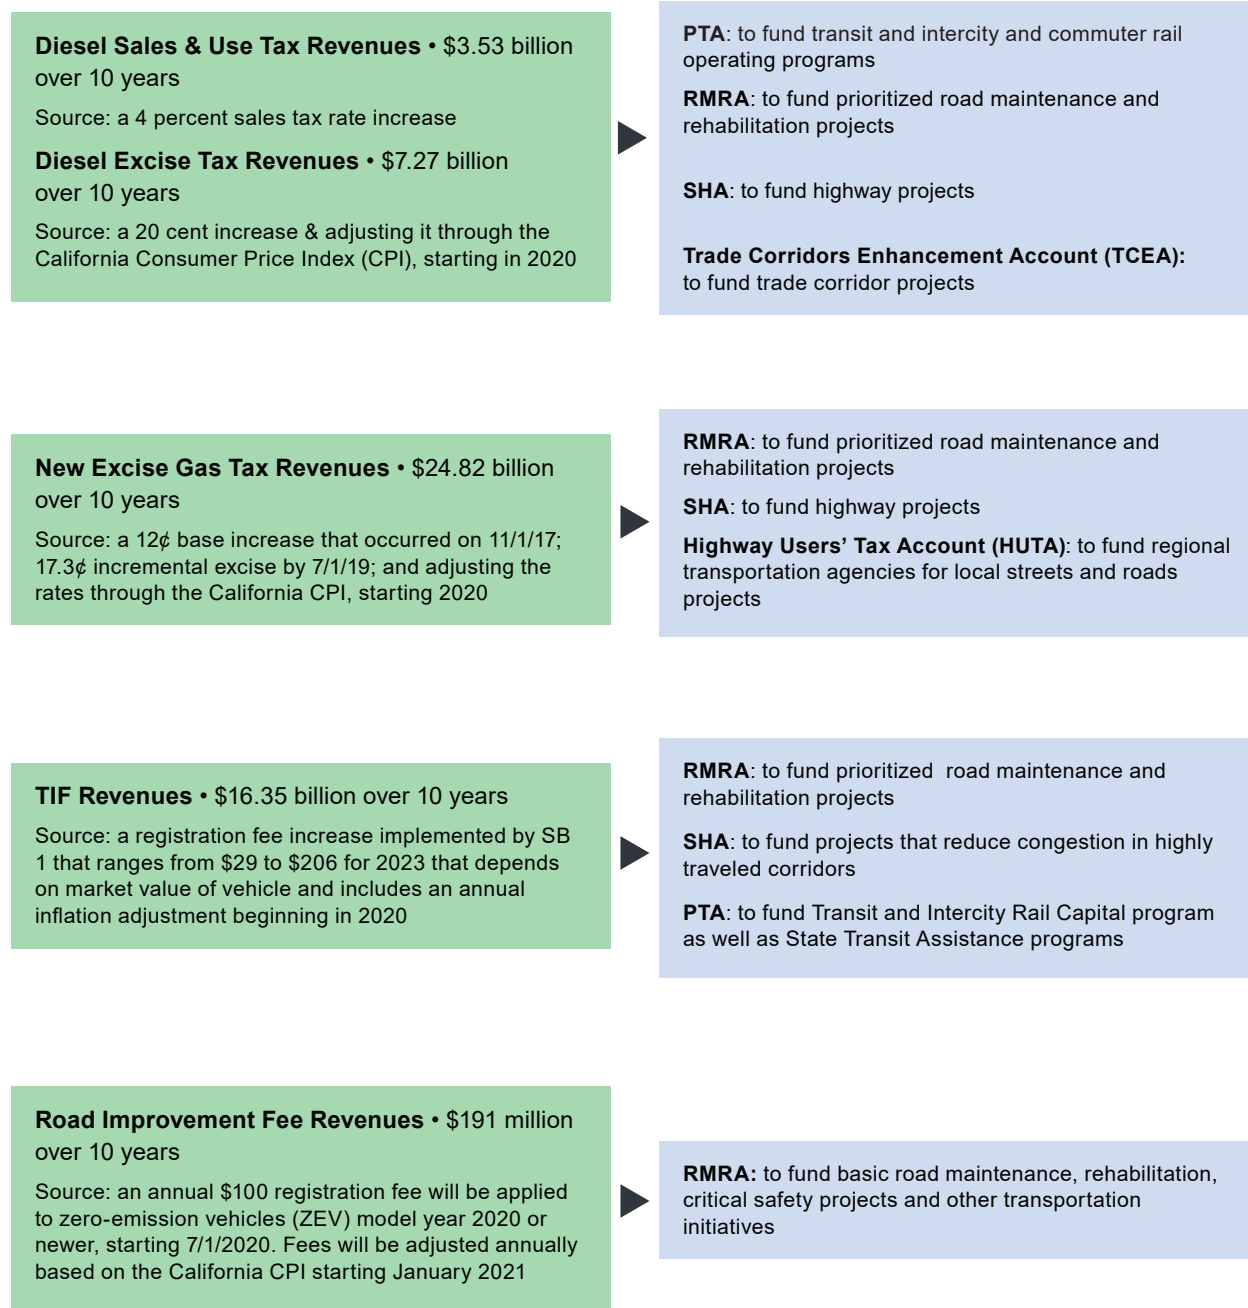 Diesel Sales & Use Tax Revenues • $3.53 billion
over 10 years
Source: a 4 percent sales tax rate increase
Diesel Excise Tax Revenues • $7.27 billion
over 10 years
Source: a 20 cent increase & adjusting it through the
California Consumer Price Index (CPI), starting in 2020
PTA: to fund transit and intercity and commuter rail
operating programs
RMRA: to fund prioritized road maintenance and
rehabilitation projects
SHA: to fund highway projects
Trade Corridors Enhancement Account (TCEA):
to fund trade corridor projects
New Excise Gas Tax Revenues • $24.82 billion
over 10 years
Source: a 12¢ base increase that occurred on 11/1/17;
17.3¢ incremental excise by 7/1/19; and adjusting the
rates through the California CPI, starting 2020
RMRA: to fund prioritized road maintenance and
rehabilitation projects
SHA: to fund highway projects
Highway Users’ Tax Account (HUTA): to fund regional
transportation agencies for local streets and roads
projects
TIF Revenues • $16.35 billion over 10 years
Source: a registration fee increase implemented by SB
1 that ranges from $29 to $206 for 2023 that depends
on market value of vehicle and includes an annual
inflation adjustment beginning in 2020
RMRA: to fund prioritized road maintenance and
rehabilitation projects
SHA: to fund projects that reduce congestion in highly
traveled corridors
PTA: to fund Transit and Intercity Rail Capital program
as well as State Transit Assistance programs
Road Improvement Fee Revenues • $191 million
over 10 years
Source: an annual $100 registration fee will be applied
to zero-emission vehicles (ZEV) model year 2020 or
newer, starting 7/1/2020. Fees will be adjusted annually
based on the California CPI starting January 2021
RMRA: to fund basic road maintenance, rehabilitation,
critical safety projects and other transportation
initiatives